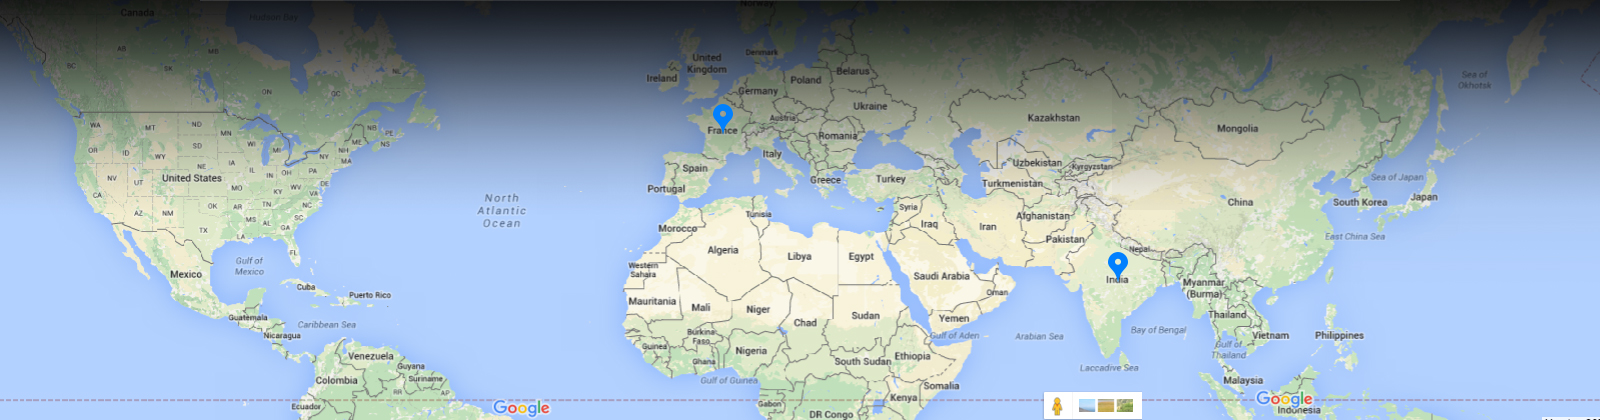 Canada
Hudson Bay
Norway
AB
MB
BC
SK
NL
ON
QC
United
Kingdom
Ireland
Denmark
Poland
Belarus
Germany
Ukraine
Austria
France
Romania
Italy
Spain
Portugal
Greece
Turkey
Kazakhstan
Mongolia
Uzbekistan
Kyrgyzstan
Turkmenistan
Sea of
Okhotsk
Sea of Japan
Japan
South Korea
China
East China Sea
WA
MT
ND
MN
OR
ID
SD
WI
MI
WY
NE
IA
IL
IN
OH
PA
NY
NB
PE
ME
NS
VT
NH
MA
NV
UT
United States
CA
AZ
NM
MO
KY
WV
VA
DE
KS
OK
AR
TN
NC
SC
TX
MS
AL
GA
LA
FL
North
Atlantic
Ocean
Gulf of
Mexico
Mexico
Cuba
Puerto Rico
Guatemala
Nicaragua
Caribbean Sea
Venezuela
Guyana
Suriname
Colombia
Ecuador
RR
AP
Morocco
Tunisia
Algeria
Libya
Egypt
Western
Sahara
Mauritania
Mali
Niger
Chad
Sudan
Burkina
Faso
Guinea
Ghana
Nigeria
South Sudan
Ethiopia
Somalia
Kenya
Gabon
DR Congo
Gulf of Guinea
Syria
Iraq
Iran
Afghanistan
Pakistan
Saudi Arabia
Oman
Yemen
Gulf of Aden
Arabian Sea
Nepal
India
Myanmar
(Burma)
Thailand
Vietnam
Bay of Bengal
Gulf of
Thailand
Laccadive Sea
Philippines
Malaysia
Indonesia
Google
Google